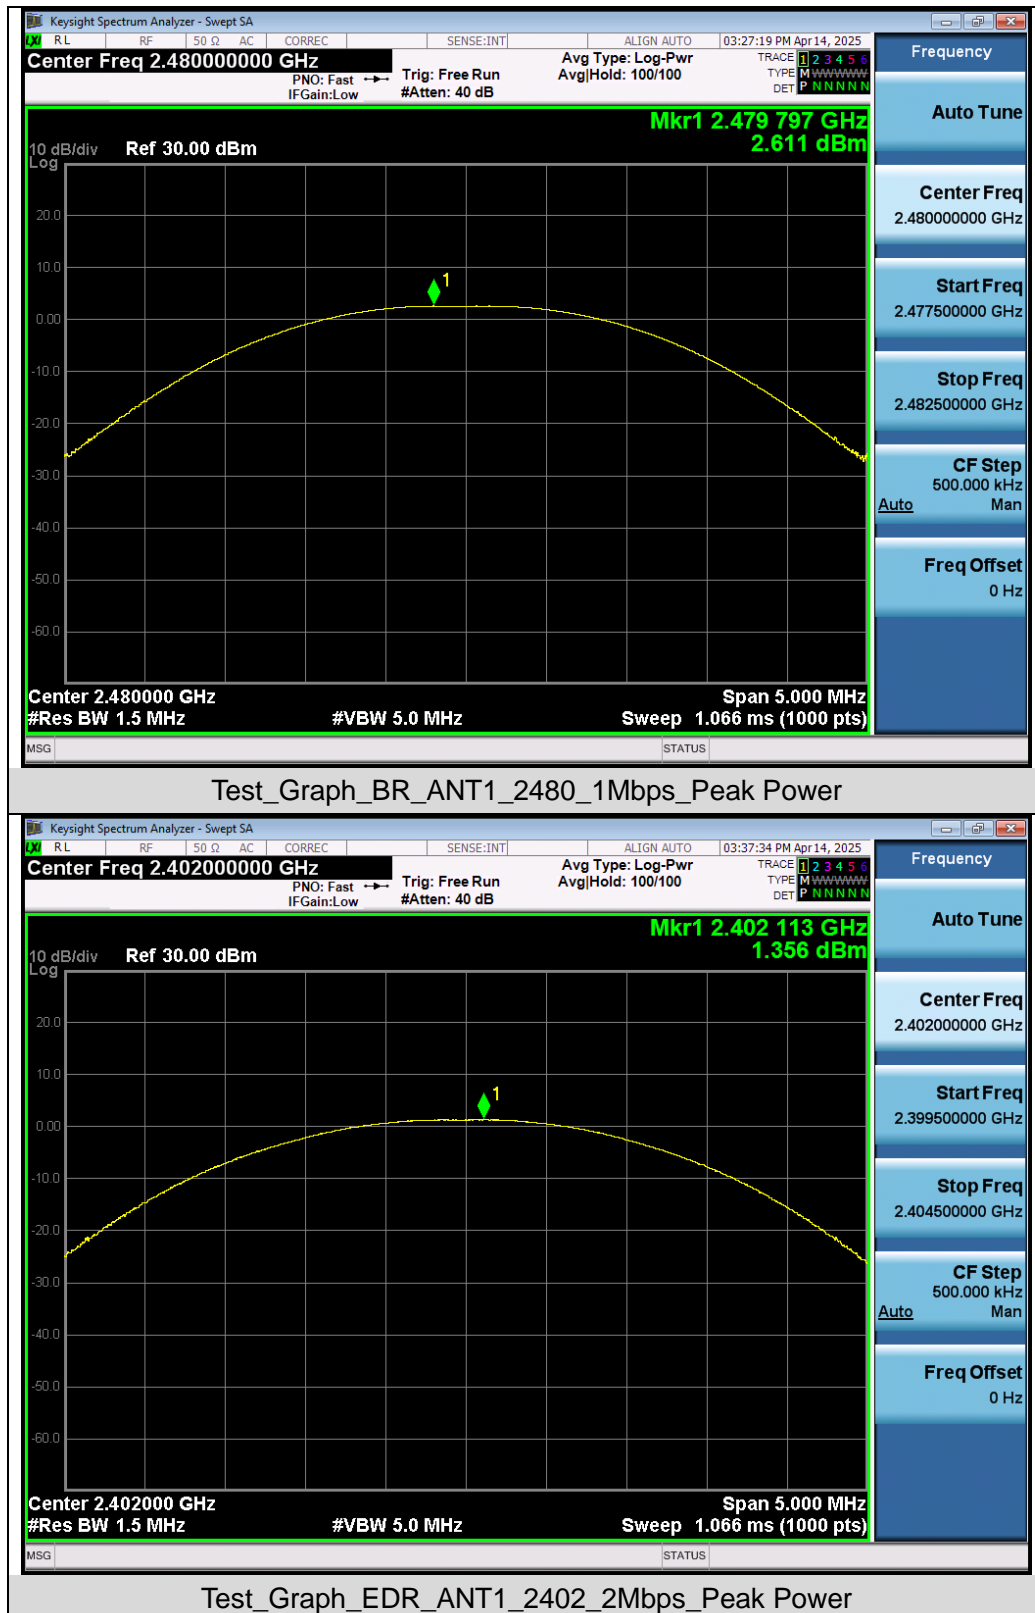 Keysight Spectrum Analyzer - Swept SA
LXI RL RF 50 Ω AC CORREC SENSE:INT ALIGN AUTO 03:27:19 PM Apr 14, 2025
Center Freq 2.480000000 GHz
Avg Type: Log-Pwr
TRACE 1 2 3 4 5 6
PNO: Fast Trig: Free Run Avg|Hold: 100/100 TYPE M WWWWW
IFGain:Low #Atten: 40 dB DET P N N N N N
Mkr1 2.479 797 GHz
2.611 dBm
10 dB/div Ref 30.00 dBm
Log
20.0
10.0
1
0.00
-10.0
-20.0
-30.0
-40.0
-50.0
-60.0
Center 2.480000 GHz Span 5.000 MHz
#Res BW 1.5 MHz #VBW 5.0 MHz Sweep 1.066 ms (1000 pts)
MSG STATUS
Frequency
Auto Tune
Center Freq
2.480000000 GHz
Start Freq
2.477500000 GHz
Stop Freq
2.482500000 GHz
CF Step
500.000 kHz
Auto Man
Freq Offset
0 Hz
Test_Graph_BR_ANT1_2480_1Mbps_Peak Power
Keysight Spectrum Analyzer - Swept SA
LXI RL RF 50 Ω AC CORREC SENSE:INT ALIGN AUTO 03:37:34 PM Apr 14, 2025
Center Freq 2.402000000 GHz
Avg Type: Log-Pwr
TRACE 1 2 3 4 5 6
PNO: Fast Trig: Free Run Avg|Hold: 100/100 TYPE M WWWWW
IFGain:Low #Atten: 40 dB DET P N N N N N
Mkr1 2.402 113 GHz
1.356 dBm
10 dB/div Ref 30.00 dBm
Log
20.0
10.0
1
0.00
-10.0
-20.0
-30.0
-40.0
-50.0
-60.0
Center 2.402000 GHz Span 5.000 MHz
#Res BW 1.5 MHz #VBW 5.0 MHz Sweep 1.066 ms (1000 pts)
MSG STATUS
Frequency
Auto Tune
Center Freq
2.402000000 GHz
Start Freq
2.399500000 GHz
Stop Freq
2.404500000 GHz
CF Step
500.000 kHz
Auto Man
Freq Offset
0 Hz
Test_Graph_EDR_ANT1_2402_2Mbps_Peak Power